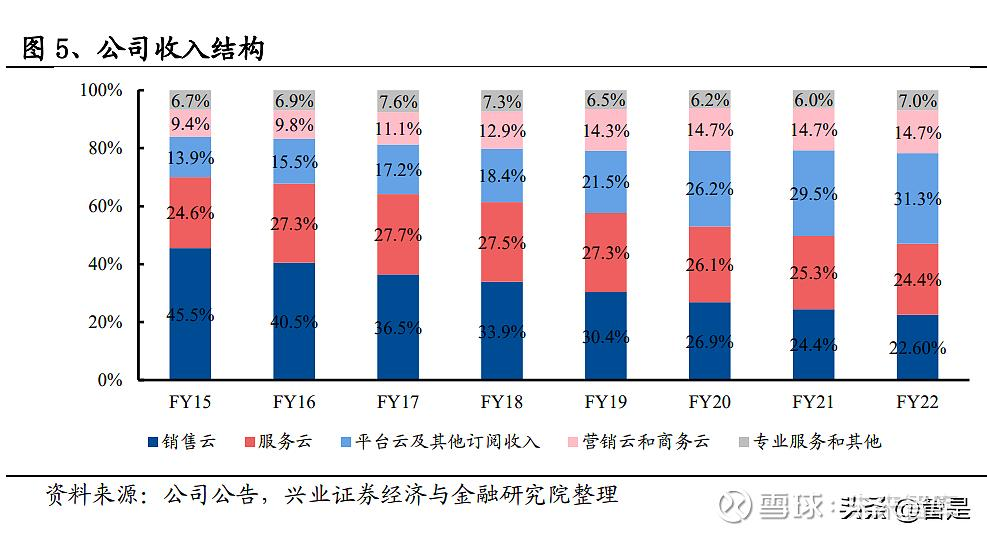 图 5、公司收入结构
100% 6.7% 6.9% 7.6% 7.3% 6.5% 6.2% 6.0% 7.0%
9.4% 9.8% 11.1% 12.9% 14.3% 14.7% 14.7% 14.7%
80%
13.9% 15.5% 17.2% 18.4% 21.5% 26.2% 29.5% 31.3%
60%
24.6% 27.3% 27.7% 27.5% 27.3% 26.1% 25.3% 24.4%
40%
45.5% 40.5% 36.5% 33.9% 30.4% 26.9% 24.4% 22.60%
20%
0%
FY15 FY16 FY17 FY18 FY19 FY20 FY21 FY22
销售云 服务云 平台云及其他订阅收入 营销云和商务云 专业服务和其他
资料来源：公司公告，兴业证券经济与金融研究院整理
雪球
头条 @管是